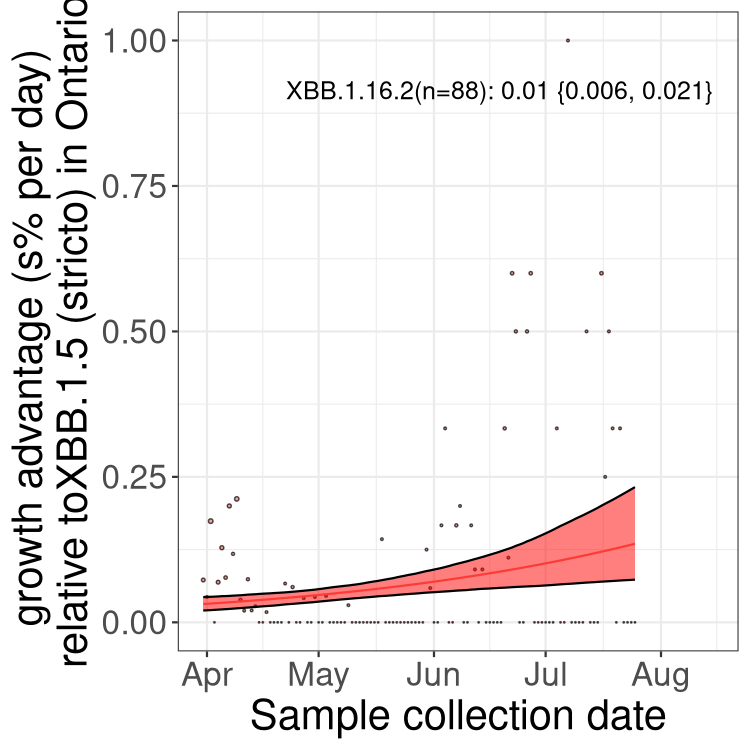 growth advantage (s% per day)
relative toXBB.1.5 (stricto) in Ontario
1.00
0.75
0.50
0.25
0.00
XBB.1.16.2(n=88): 0.01 {0.006, 0.021}
Apr May Jun Jul Aug
Sample collection date